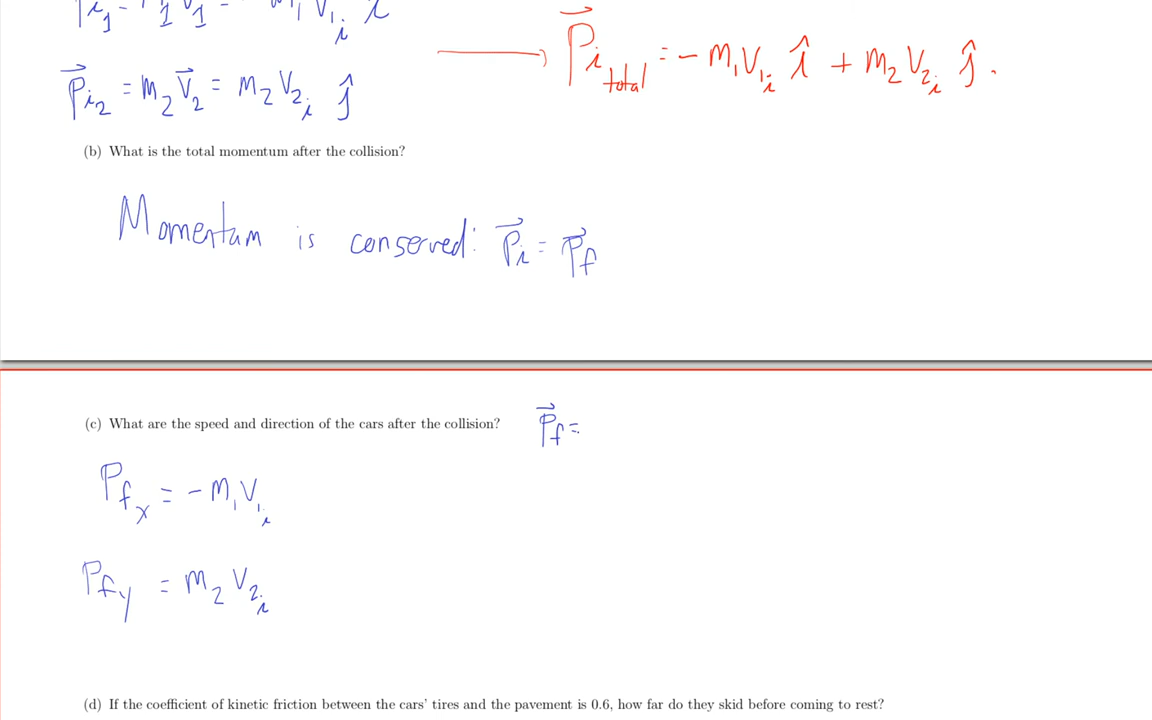 P⃗i_total = - m₁V₁ᵢ î + m₂V₂ᵢ ĵ.
P⃗i₂ = m₂V⃗₂ = m₂V₂ᵢ ĵ
(b) What is the total momentum after the collision?
Momentum is conserved: P⃗i = P⃗f
(c) What are the speed and direction of the cars after the collision? P⃗f =
Pfx = - m₁V₁ᵢ
Pfy = m₂V₂ᵢ
(d) If the coefficient of kinetic friction between the cars' tires and the pavement is 0.6, how far do they skid before coming to rest?